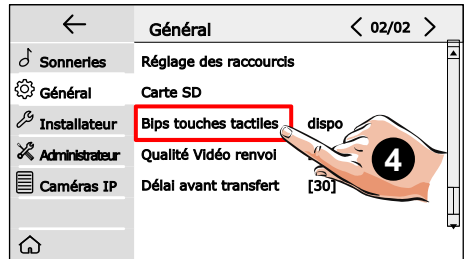 Général
02/02
Sonneries
Général
Installateur
Administrateur
Caméras IP
Réglage des raccourcis
Carte SD
Bips touches tactiles dispo
Qualité Vidéo renvoi
Délai avant transfert [30]
4